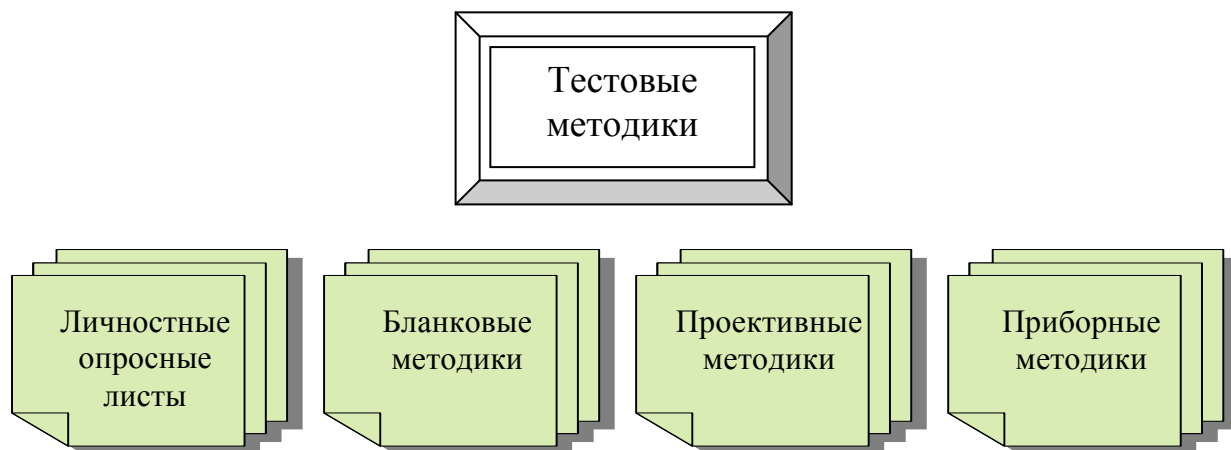 Тестовые
методики
Личностные
опросные
листы
Бланковые
методики
Проективные
методики
Приборные
методики